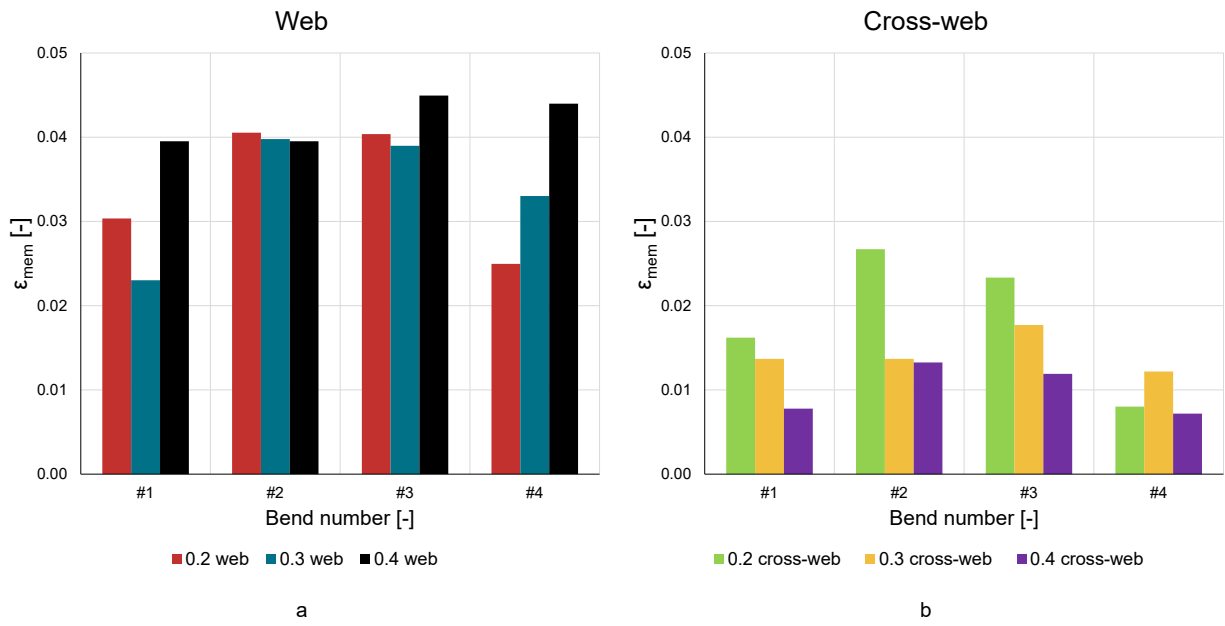 Web
0.05
0.04
0.03
0.02
0.01
0.00
ε_mem [-]
#1 #2 #3 #4
Bend number [-]
0.2 web 0.3 web 0.4 web
a
Cross-web
0.05
0.04
0.03
0.02
0.01
0.00
ε_mem [-]
#1 #2 #3 #4
Bend number [-]
0.2 cross-web 0.3 cross-web 0.4 cross-web
b